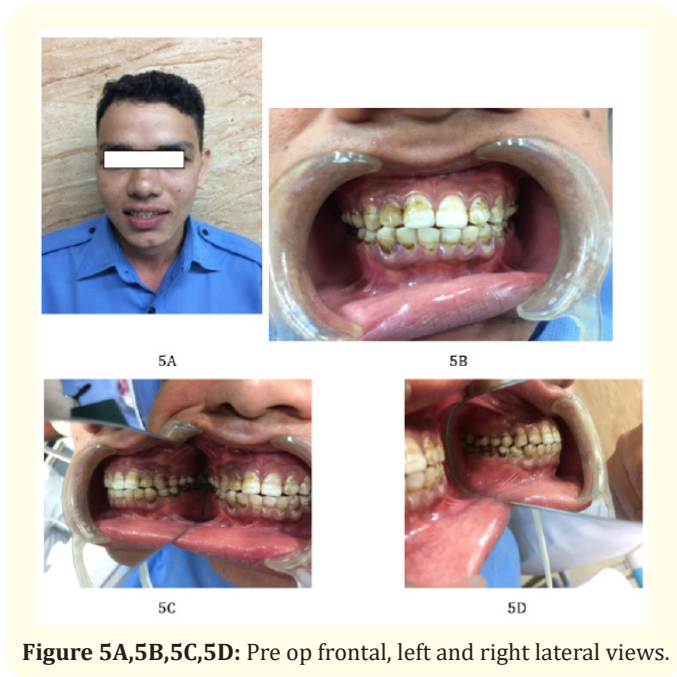 5A
5B
5C
5D
Figure 5A,5B,5C,5D: Pre op frontal, left and right lateral views.